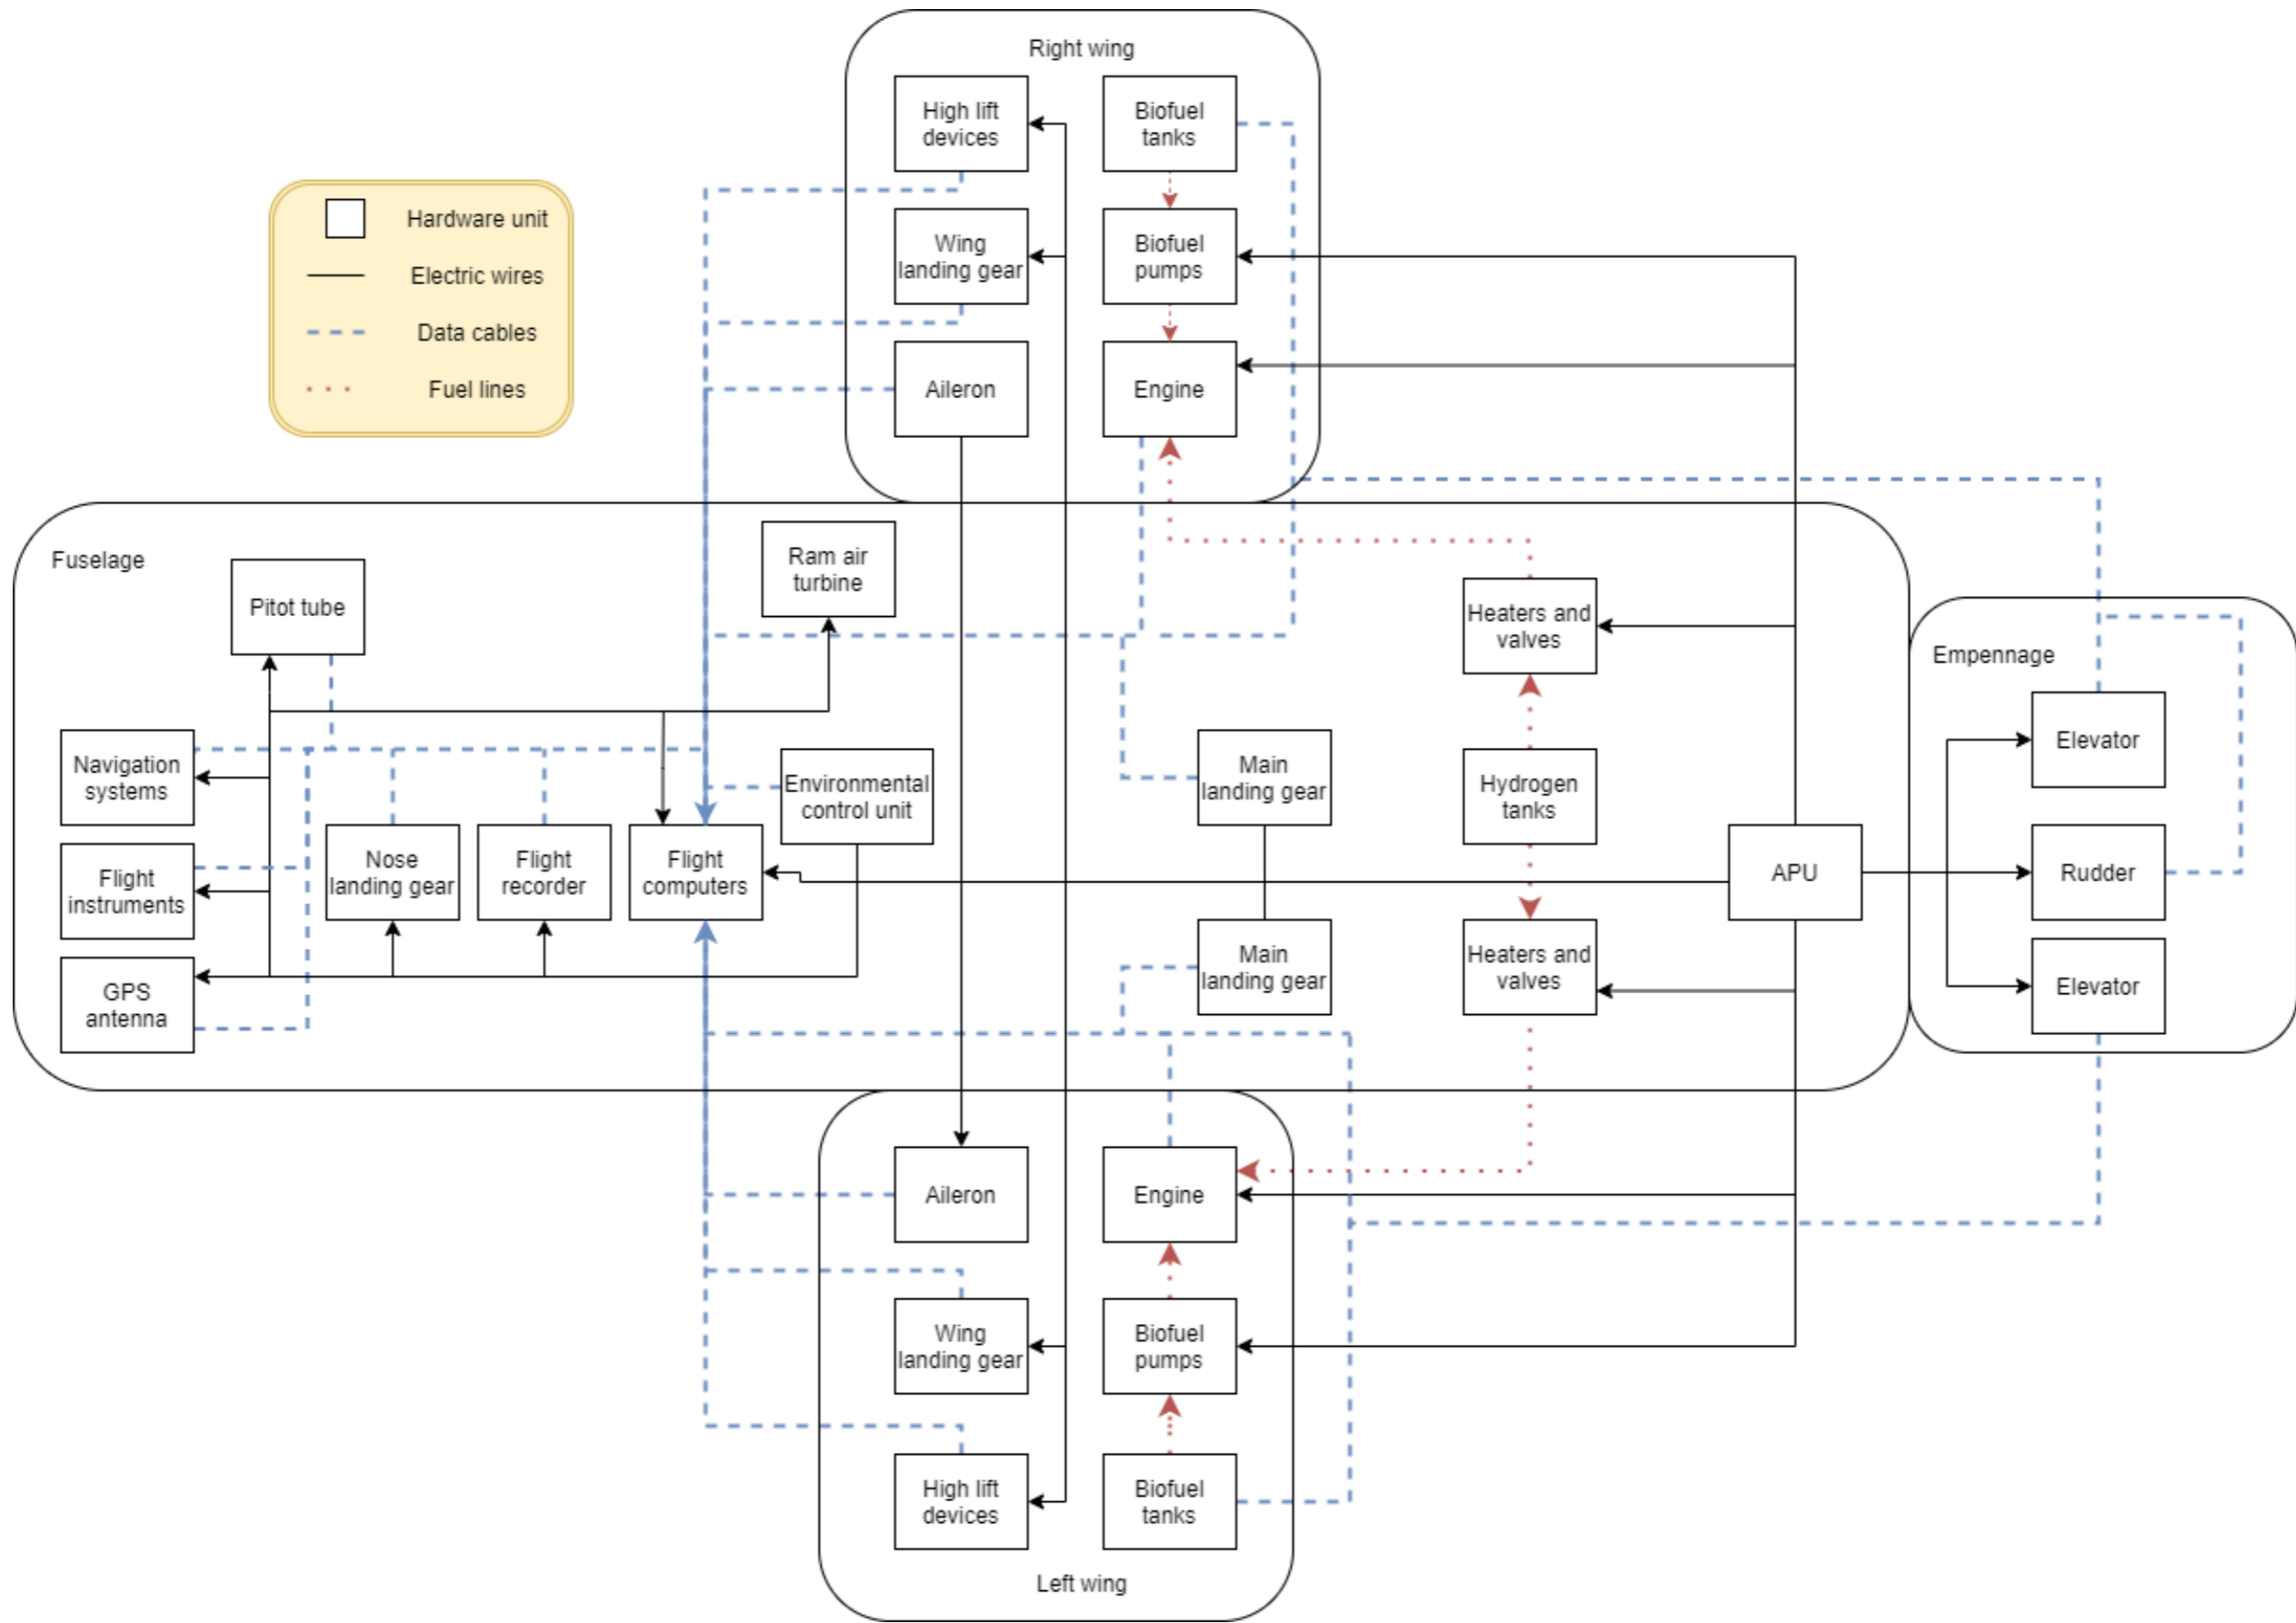 Right wing
High lift
devices
Biofuel
tanks
Hardware unit
Electric wires
Data cables
Fuel lines
Wing
landing gear
Biofuel
pumps
Aileron
Engine
Fuselage
Pitot tube
Ram air
turbine
Heaters and
valves
Empennage
Navigation
systems
Environmental
control unit
Main
landing gear
Hydrogen
tanks
Elevator
Flight
instruments
Nose
landing gear
Flight
recorder
Flight
computers
APU
Rudder
GPS
antenna
Main
landing gear
Heaters and
valves
Elevator
Aileron
Engine
Wing
landing gear
Biofuel
pumps
High lift
devices
Biofuel
tanks
Left wing